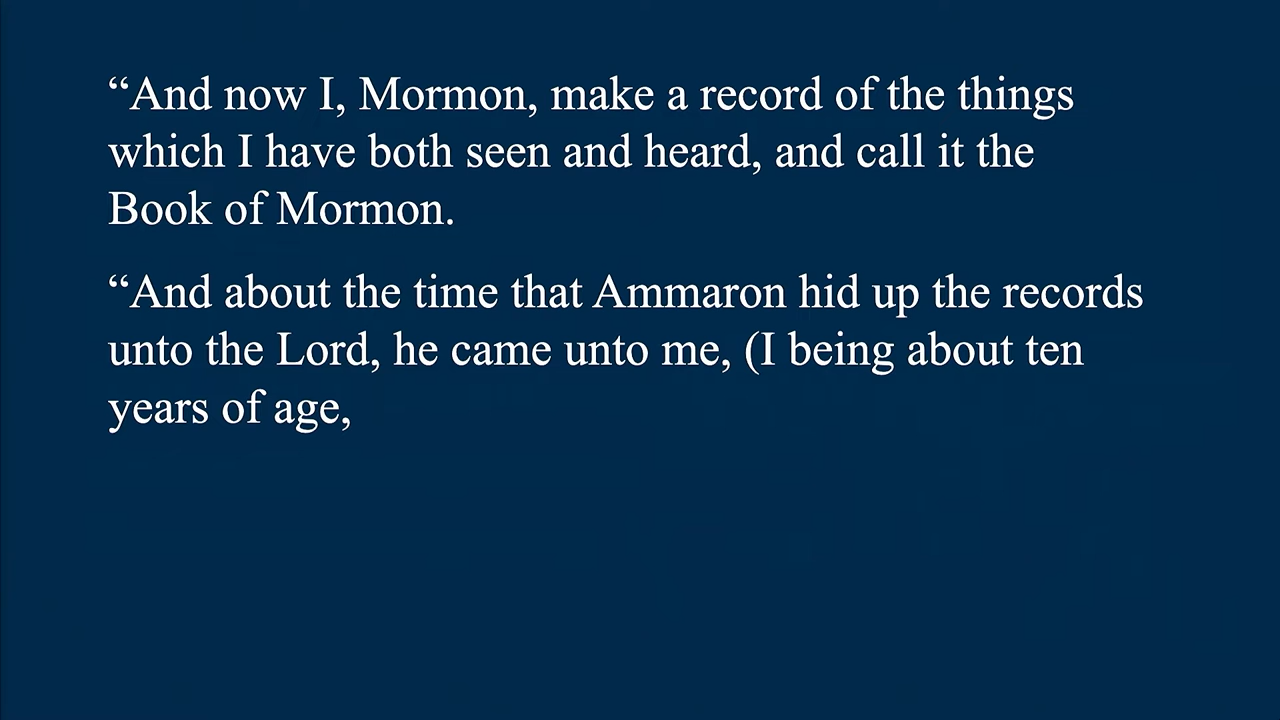 “And now I, Mormon, make a record of the things
which I have both seen and heard, and call it the
Book of Mormon.
“And about the time that Ammaron hid up the records
unto the Lord, he came unto me, (I being about ten
years of age,